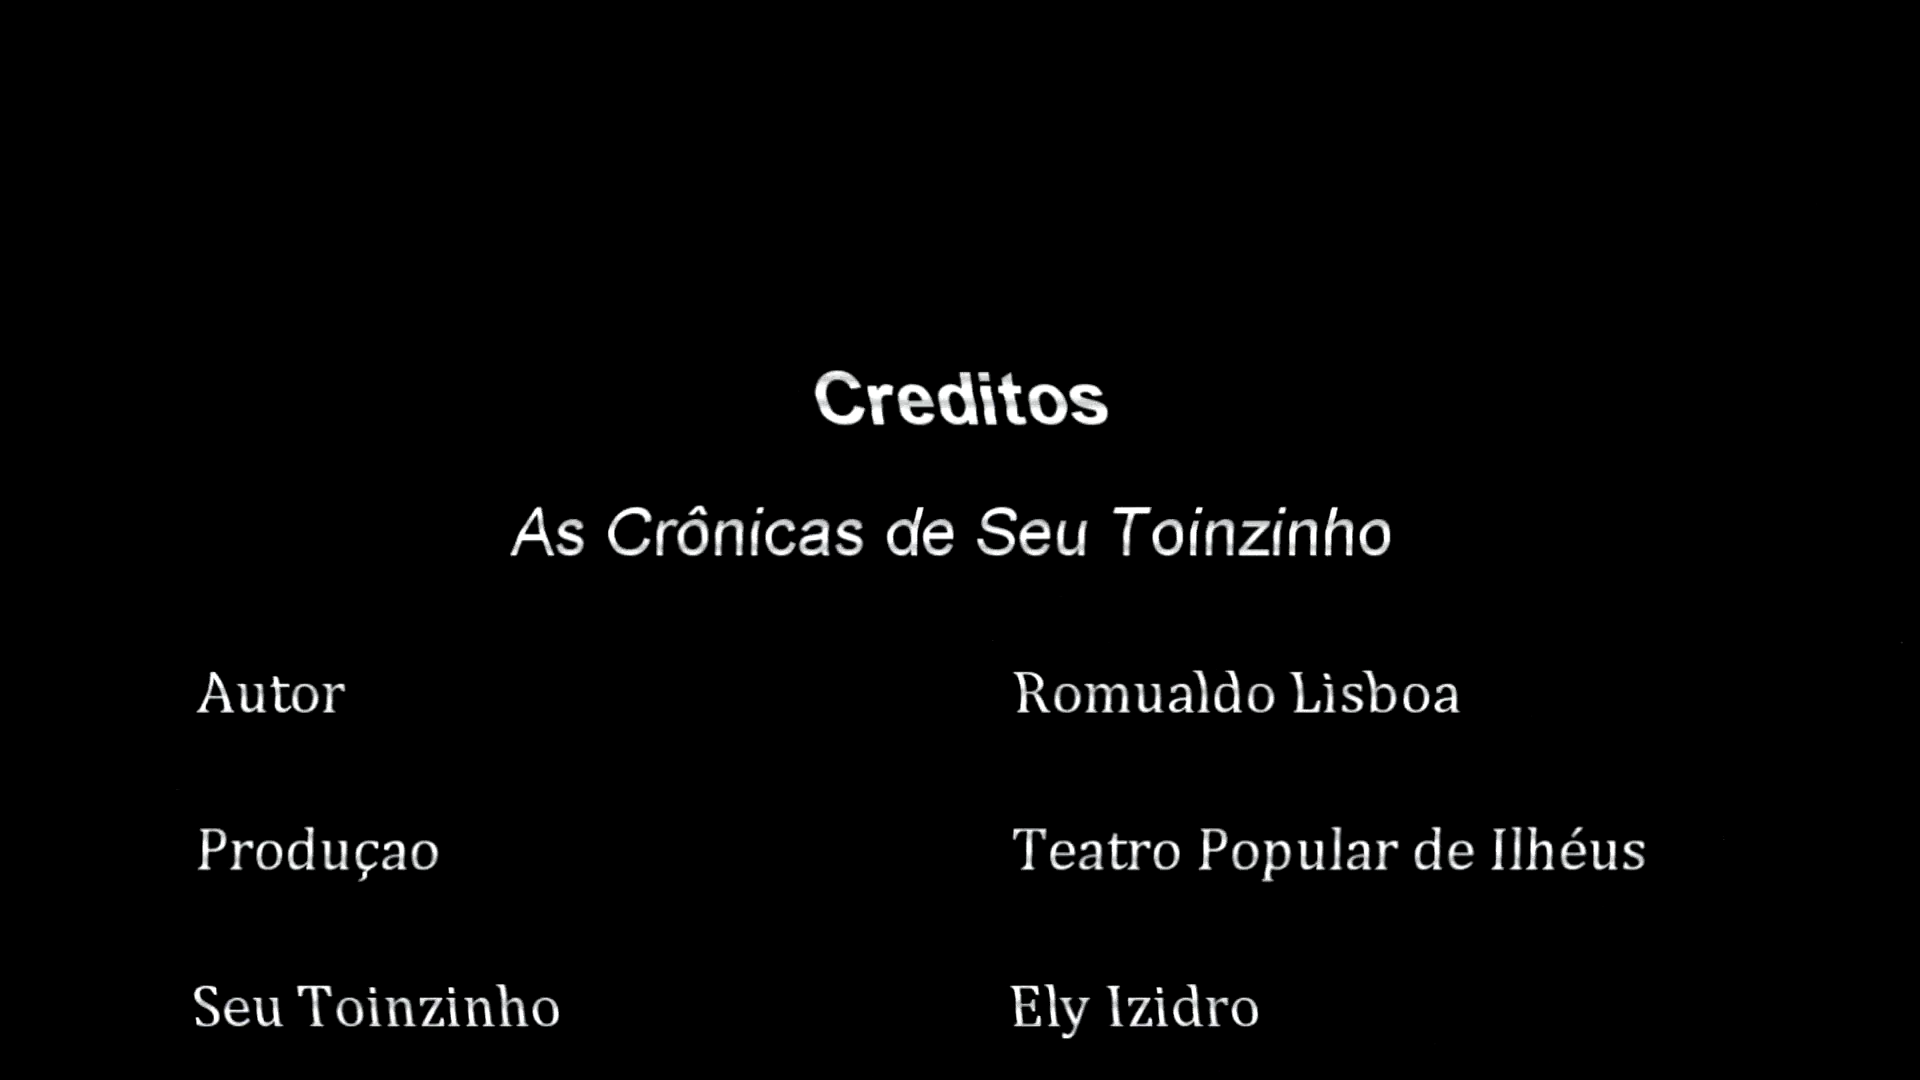 Creditos
As Crônicas de Seu Toinzinho
Autor Romualdo Lisboa
Produçao Teatro Popular de Ilhéus
Seu Toinzinho Ely Izidro